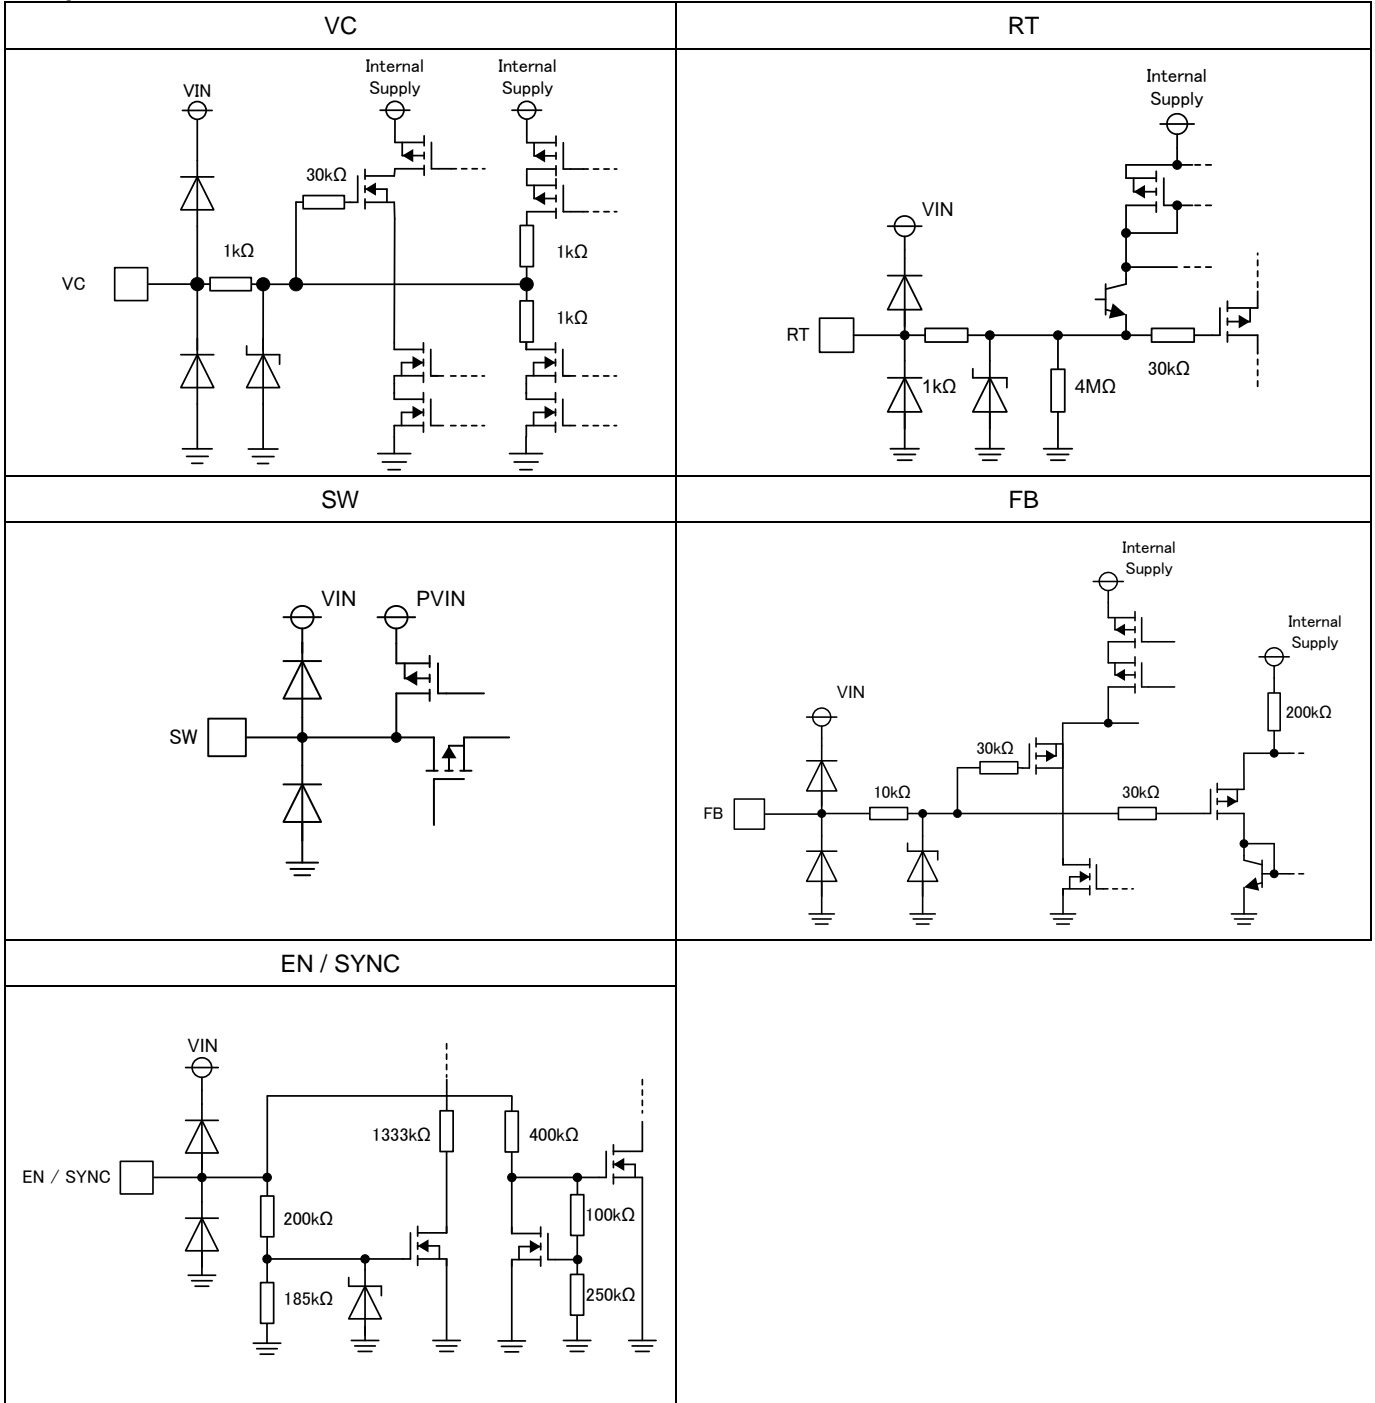 VC
RT
Internal
Supply
Internal
Supply
VIN
30kΩ
1kΩ
1kΩ
VC
1kΩ
Internal
Supply
VIN
RT
1kΩ
4MΩ
30kΩ
SW
FB
VIN
PVIN
SW
Internal
Supply
Internal
Supply
VIN
200kΩ
30kΩ
10kΩ
30kΩ
FB
EN / SYNC
VIN
1333kΩ
400kΩ
EN / SYNC
200kΩ
100kΩ
185kΩ
250kΩ